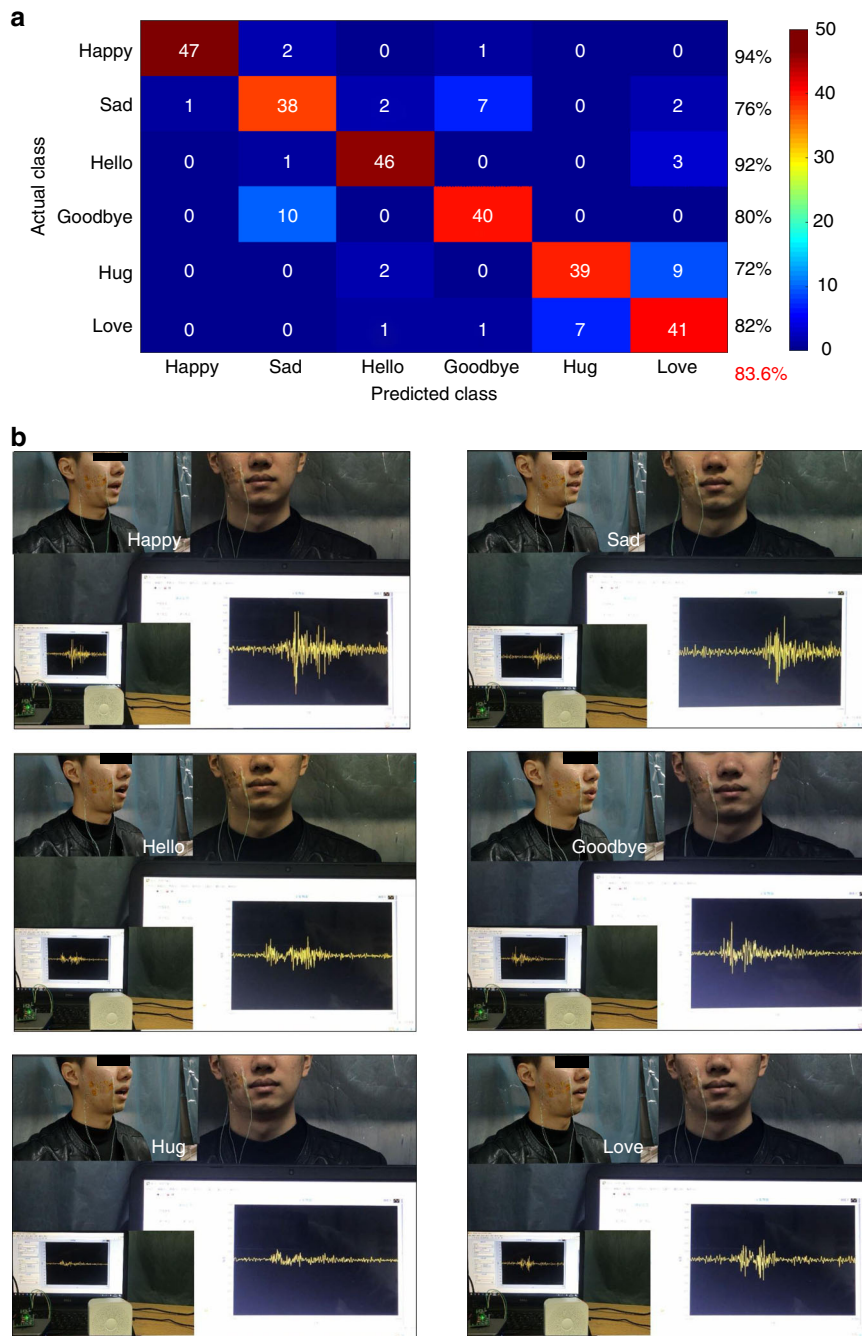 a
Actual class
Happy 47 2 0 1 0 0 94%
Sad 1 38 2 7 0 2 76%
Hello 0 1 46 0 0 3 92%
Goodbye 0 10 0 40 0 0 80%
Hug 0 0 2 0 39 9 72%
Love 0 0 1 1 7 41 82%
Happy Sad Hello Goodbye Hug Love 83.6%
Predicted class
50
40
30
20
10
0
b
Happy
Sad
Hello
Goodbye
Hug
Love